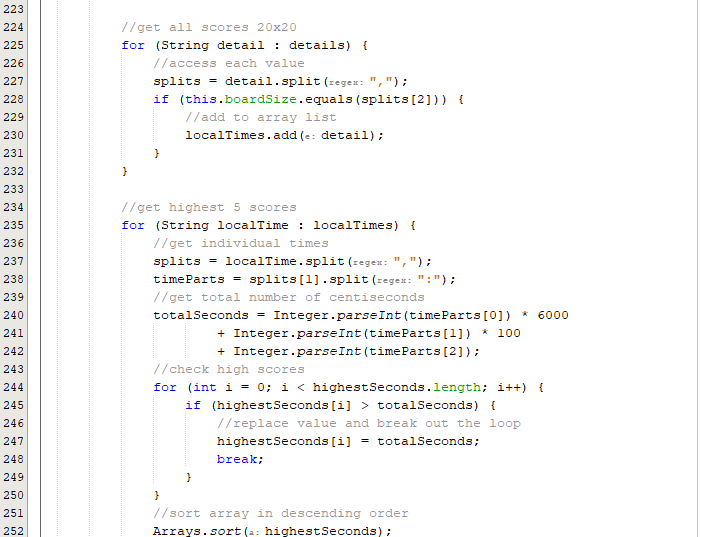 223
224 //get all scores 20x20
225 for (String detail : details) {
226 //access each value
227 splits = detail.split(regex: ",");
228 if (this.boardSize.equals(splits[2])) {
229 //add to array list
230 localTimes.add(e: detail);
231 }
232 }
233
234 //get highest 5 scores
235 for (String localTime : localTimes) {
236 //get individual times
237 splits = localTime.split(regex: ",");
238 timeParts = splits[1].split(regex: ":");
239 //get total number of centiseconds
240 totalSeconds = Integer.parseInt(timeParts[0]) * 6000
241 + Integer.parseInt(timeParts[1]) * 100
242 + Integer.parseInt(timeParts[2]);
243 //check high scores
244 for (int i = 0; i < highestSeconds.length; i++) {
245 if (highestSeconds[i] > totalSeconds) {
246 //replace value and break out the loop
247 highestSeconds[i] = totalSeconds;
248 break;
249 }
250 }
251 //sort array in descending order
252 Arrays.sort(a: highestSeconds);